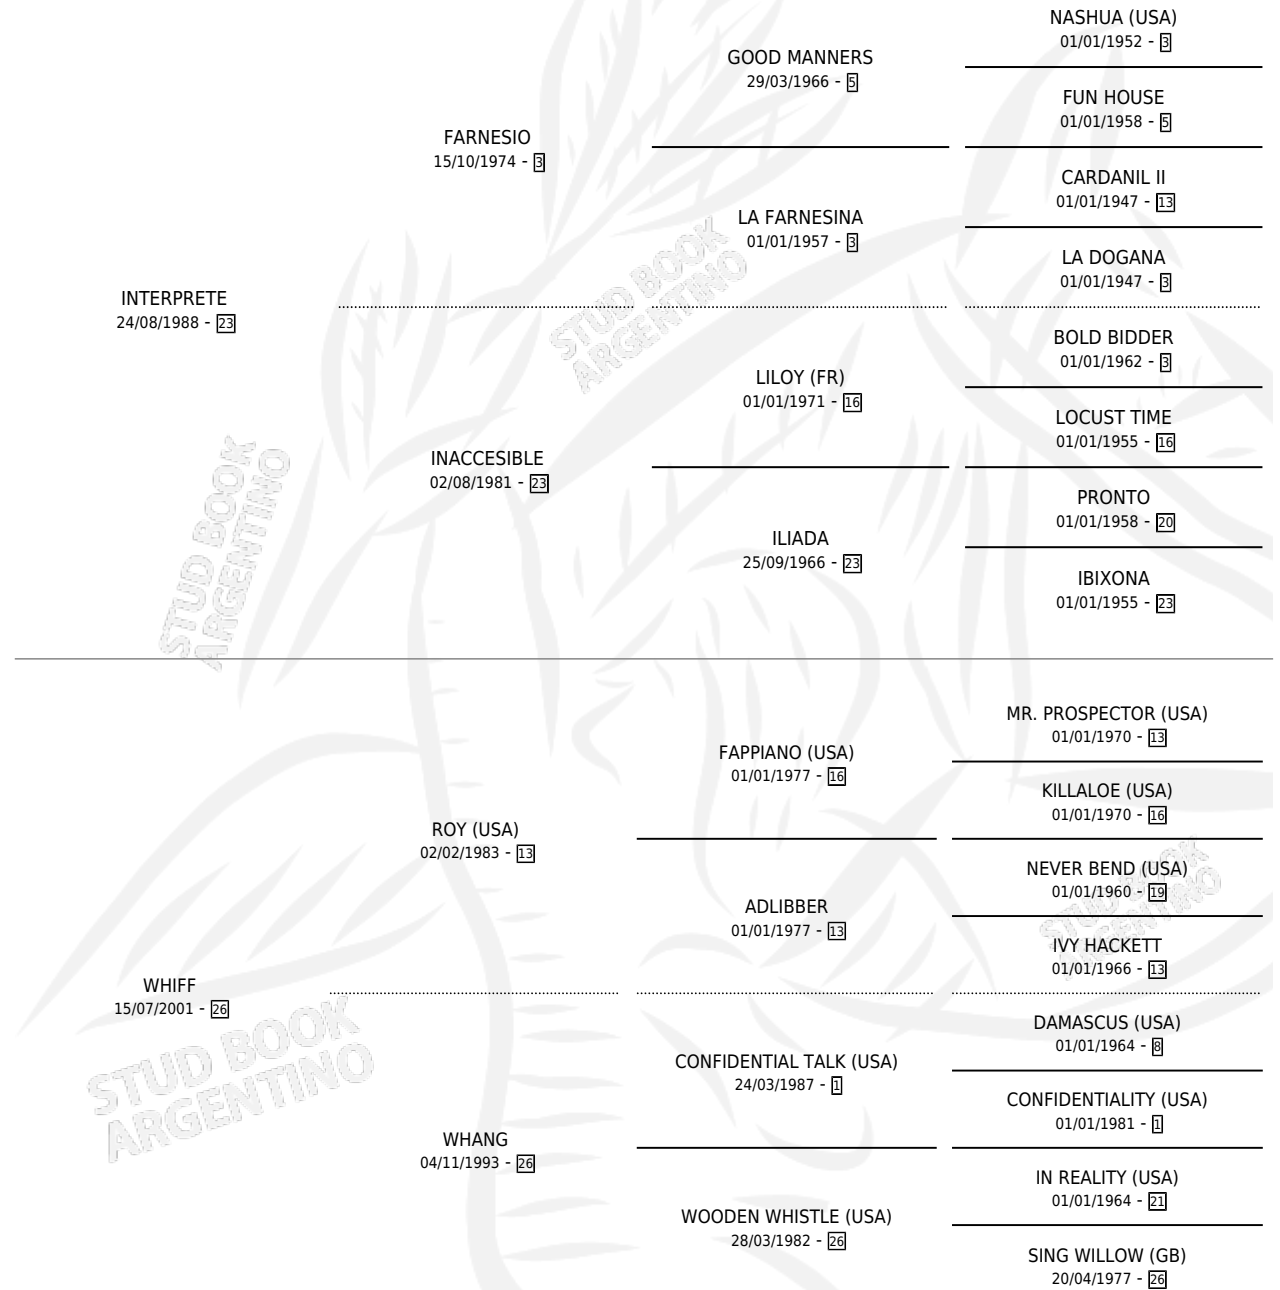 NASHUA (USA)
01/01/1952 - 3
GOOD MANNERS
29/03/1966 - 5
FUN HOUSE
01/01/1958 - 5
FARNESIO
15/10/1974 - 3
CARDANIL II
01/01/1947 - 13
LA FARNESINA
01/01/1957 - 3
LA DOGANA
01/01/1947 - 3
INTERPRETE
24/08/1988 - 23
BOLD BIDDER
01/01/1962 - 3
LILOY (FR)
01/01/1971 - 16
LOCUST TIME
01/01/1955 - 16
INACCESIBLE
02/08/1981 - 23
PRONTO
01/01/1958 - 20
ILIADA
25/09/1966 - 23
IBIXONA
01/01/1955 - 23
STUD BOOK
ARGENTINO
STUD BOOK
ARGENTINO
MR. PROSPECTOR (USA)
01/01/1970 - 13
FAPPIANO (USA)
01/01/1977 - 16
KILLALOE (USA)
01/01/1970 - 16
ROY (USA)
02/02/1983 - 13
NEVER BEND (USA)
01/01/1960 - 19
ADLIBBER
01/01/1977 - 13
IVY HACKETT
01/01/1966 - 13
WHIFF
15/07/2001 - 26
DAMASCUS (USA)
01/01/1964 - 8
CONFIDENTIAL TALK (USA)
24/03/1987 - 1
CONFIDENTIALITY (USA)
01/01/1981 - 1
WHANG
04/11/1993 - 26
IN REALITY (USA)
01/01/1964 - 21
WOODEN WHISTLE (USA)
28/03/1982 - 26
SING WILLOW (GB)
20/04/1977 - 26
STUD BOOK
ARGENTINO
STUD BOOK
ARGENTINO